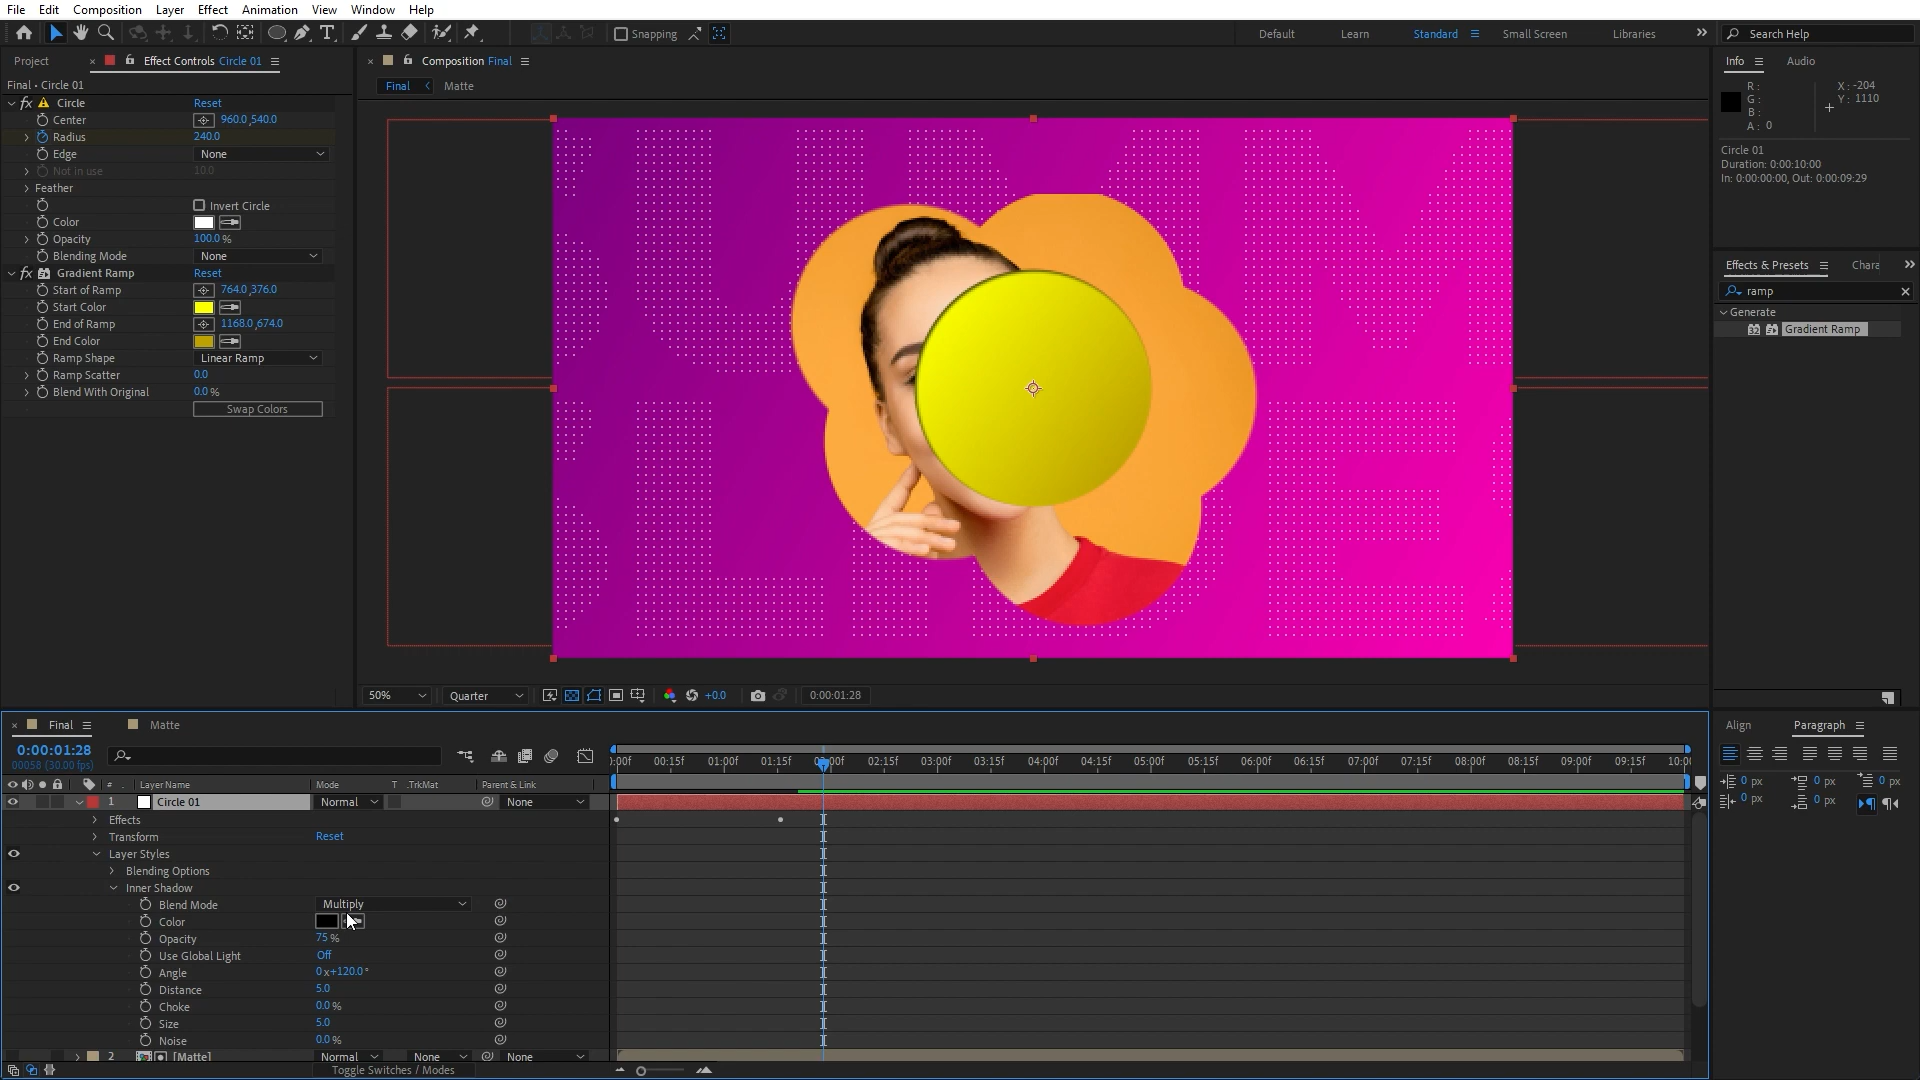 File Edit Composition Layer Effect Animation View Window Help
Snapping
Default Learn Standard Small Screen Libraries
Search Help
Project
Effect Controls Circle 01
Composition Final
Info Audio
Final • Circle 01
Final Matte
Circle Reset
Center 960.0,540.0
Radius 240.0
Edge None
Not in use 10.0
Feather
Invert Circle
Color
Opacity 100.0 %
Blending Mode None
Gradient Ramp Reset
Start of Ramp 764.0,376.0
Start Color
End of Ramp 1168.0,674.0
End Color
Ramp Shape Linear Ramp
Ramp Scatter 0.0
Blend With Original 0.0 %
Swap Colors
R :
G :
B :
A : 0
X : -204
Y : 1110
Circle 01
Duration: 0:00:10:00
In: 0:00:00:00, Out: 0:00:09:29
Effects & Presets Chara
ramp
Generate
32 Gradient Ramp
50% Quarter +0.0 0:00:01:28
Final Matte
0:00:01:28
00058 (30.00 fps)
:00f 00:15f 01:00f 01:15f 02:00f 02:15f 03:00f 03:15f 04:00f 04:15f 05:00f 05:15f 06:00f 06:15f 07:00f 07:15f 08:00f 08:15f 09:00f 09:15f 10:00
# . Layer Name Mode T .TrkMat Parent & Link
1 Circle 01 Normal None
Effects
Transform Reset
Layer Styles
Blending Options
Inner Shadow
Blend Mode Multiply
Color
Opacity 75 %
Use Global Light Off
Angle 0x+120.0°
Distance 5.0
Choke 0.0 %
Size 5.0
Noise 0.0 %
2 [Matte] Normal None None
Toggle Switches / Modes
Align Paragraph
0 px 0 px 0 px
0 px 0 px